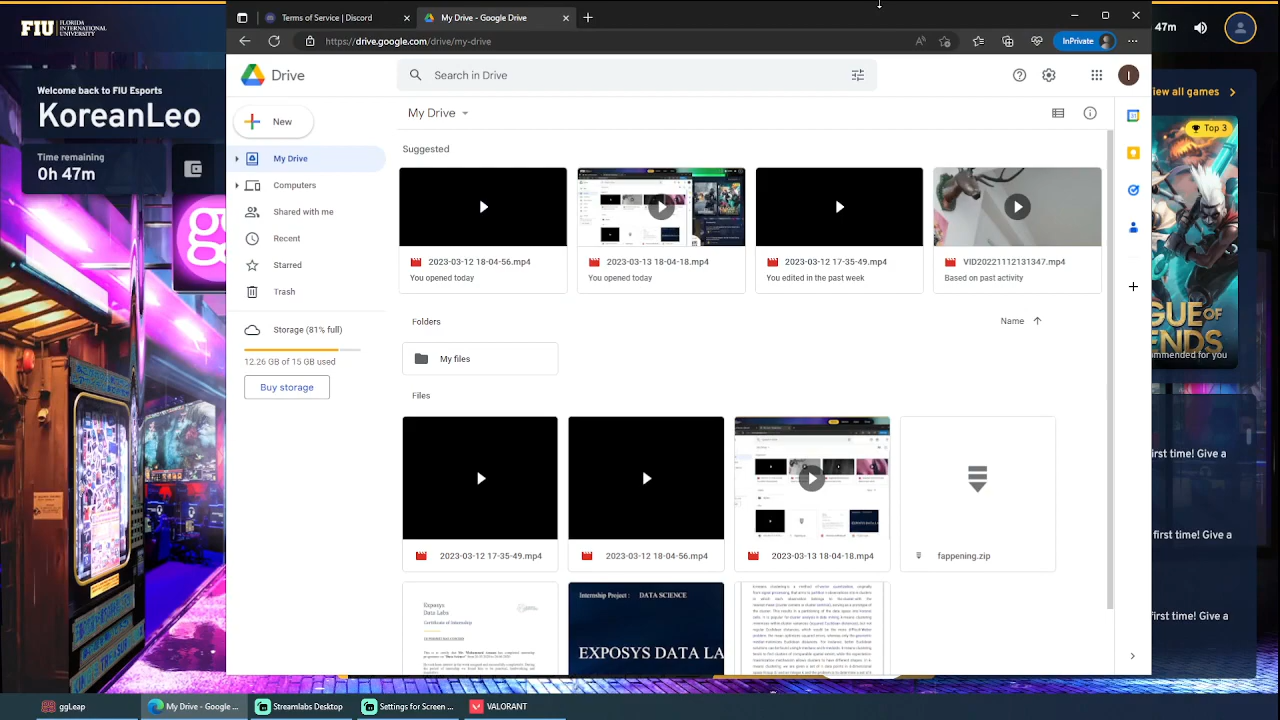 FIU
FLORIDA
INTERNATIONAL
UNIVERSITY
Welcome back to FIU Esports
KoreanLeo
Time remaining
0h 47m
Terms of Service | Discord
My Drive - Google Drive
https://drive.google.com/drive/my-drive
InPrivate
47m
Drive
Search in Drive
I
New
My Drive
Computers
Shared with me
Recent
Starred
Trash
Storage (81% full)
12.26 GB of 15 GB used
Buy storage
My Drive
Suggested
2023-03-12 18-04-56.mp4
You opened today
2023-03-13 18-04-18.mp4
You opened today
2023-03-12 17-35-49.mp4
You edited in the past week
VID20221112131347.mp4
Based on past activity
Folders
Name
My files
Files
2023-03-12 17-35-49.mp4
2023-03-12 18-04-56.mp4
2023-03-13 18-04-18.mp4
fappening.zip
Exposys
Data Labs
Certificate of Internship
Internship Project : DATA SCIENCE
EXPOSYS DATA LA
iew all games
Top 3
GUE OF
ENDS
ommended for you
irst time! Give a
first time! Give a
irst time! Give a
ggLeap
My Drive - Google ...
Streamlabs Desktop
Settings for Screen ...
VALORANT